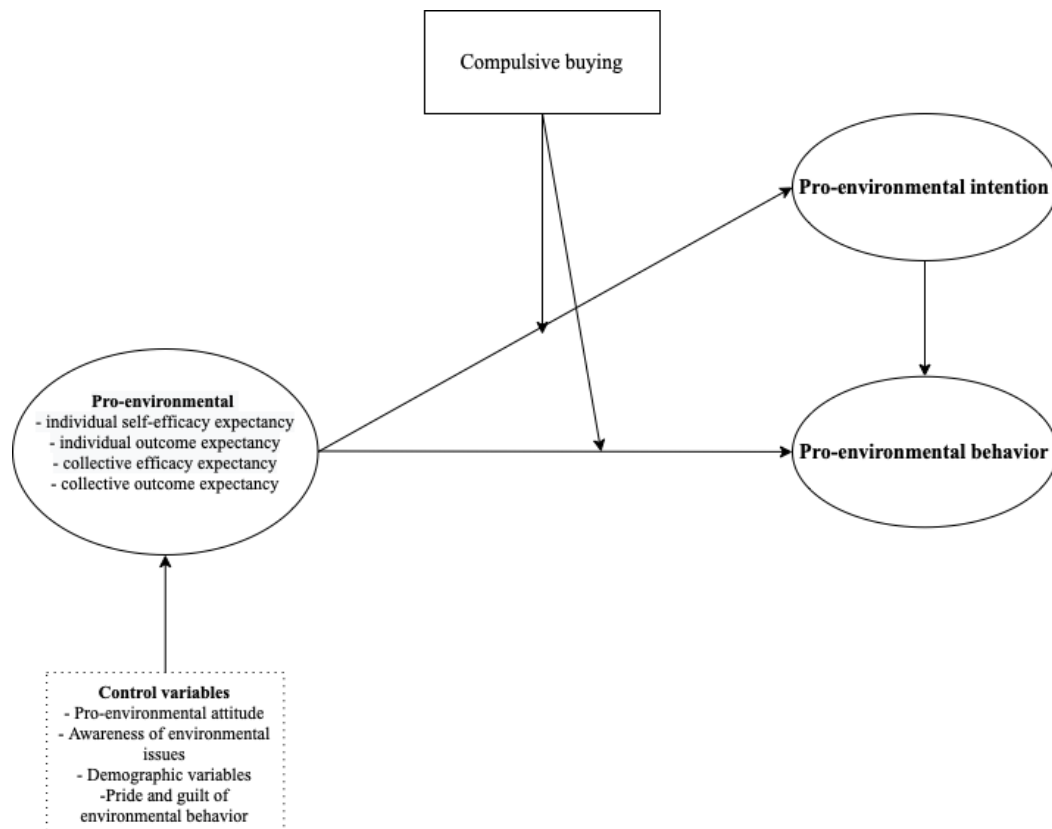 Compulsive buying
Pro-environmental intention
Pro-environmental
- individual self-efficacy expectancy
- individual outcome expectancy
- collective efficacy expectancy
- collective outcome expectancy
Pro-environmental behavior
Control variables
- Pro-environmental attitude
- Awareness of environmental
issues
- Demographic variables
-Pride and guilt of
environmental behavior